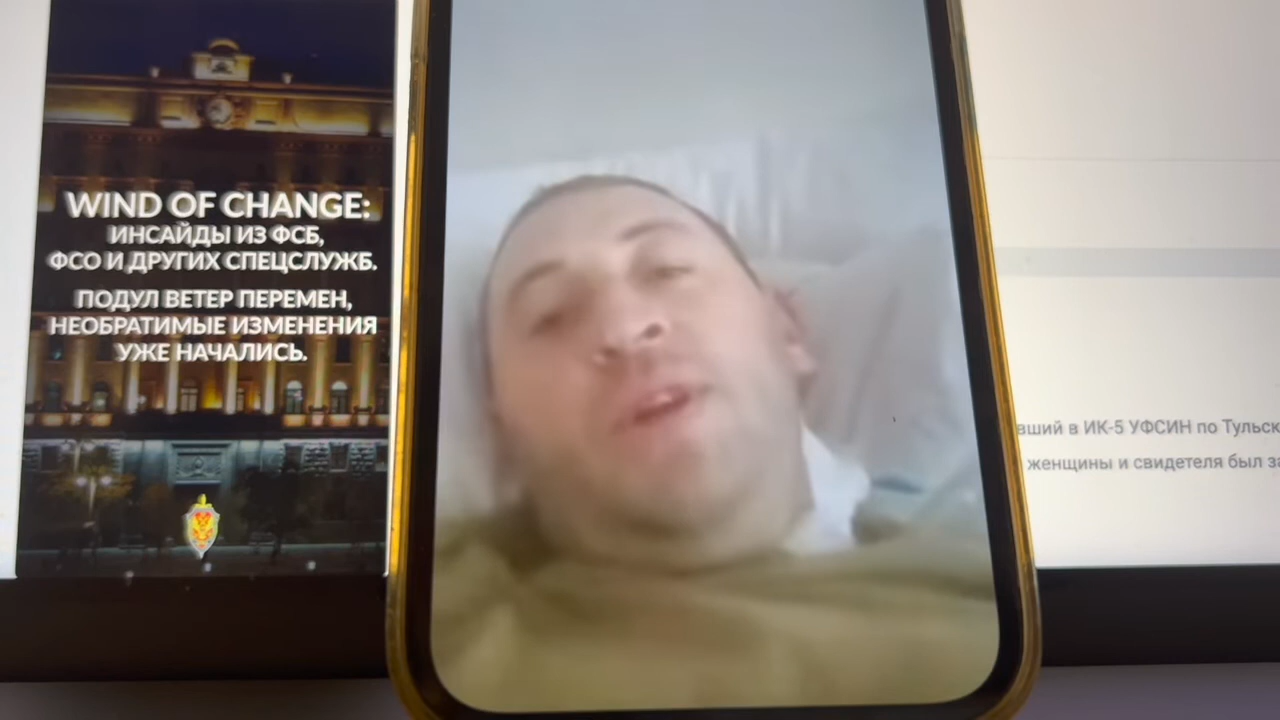 WIND OF CHANGE:
ИНСАЙДЫ ИЗ ФСБ,
ФСО И ДРУГИХ СПЕЦСЛУЖБ.
ПОДУЛ ВЕТЕР ПЕРЕМЕН,
НЕОБРАТИМЫЕ ИЗМЕНЕНИЯ
УЖЕ НАЧАЛИСЬ.
вший в ИК-5 УФСИН по Тульск
женщины и свидетеля был за